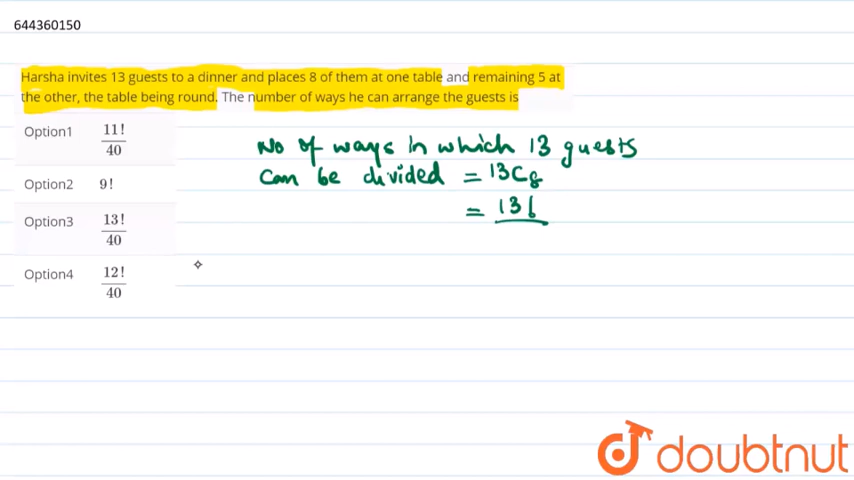 644360150
Harsha invites 13 guests to a dinner and places 8 of them at one table and remaining 5 at
the other, the table being round. The number of ways he can arrange the guests is
Option1 11!/40
Option2 9!
Option3 13!/40
Option4 12!/40
No of ways in which 13 guests
can be divided = 13C8
= 13!
doubtnut